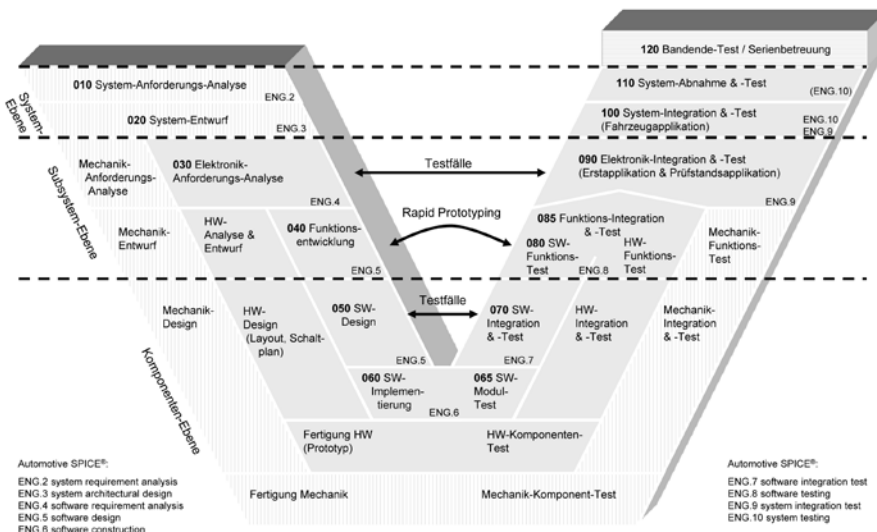 120 Bandende-Test / Serienbetreuung
010 System-Anforderungs-Analyse
ENG.2
110 System-Abnahme & -Test
(ENG.10)
System-
Ebene
020 System-Entwurf
ENG.3
100 System-Integration & -Test
(Fahrzeugapplikation)
ENG.10
ENG.9
Subsystem-Ebene
Mechanik-
Anforderungs-
Analyse
030 Elektronik-
Anforderungs-Analyse
ENG.4
Testfälle
090 Elektronik-Integration & -Test
(Erstapplikation & Prüfstandsapplikation)
ENG.9
Mechanik-
Entwurf
HW-
Analyse &
Entwurf
040 Funktions-
entwicklung
ENG.5
Rapid Prototyping
085 Funktions-Integration
& -Test
080 SW-
Funktions-
Test
ENG.8
HW-
Funktions-
Test
Mechanik-
Funktions-
Test
Komponenten-Ebene
Mechanik-
Design
HW-
Design
(Layout, Schalt-
plan)
050 SW-
Design
ENG.5
Testfälle
070 SW-
Integration
& -Test
ENG.7
HW-
Integration
& -Test
Mechanik-
Integration
& -Test
060 SW-
Implemen-
tierung
ENG.6
065 SW-
Modul-
Test
Fertigung HW
(Prototyp)
HW-Komponenten-
Test
Fertigung Mechanik
Mechanik-Komponent-Test
Automotive SPICE®:
ENG.2 system requirement analysis
ENG.3 system architectural design
ENG.4 software requirement analysis
ENG.5 software design
ENG.6 software construction
Automotive SPICE®:
ENG.7 software integration test
ENG.8 software testing
ENG.9 system integration test
ENG.10 system testing